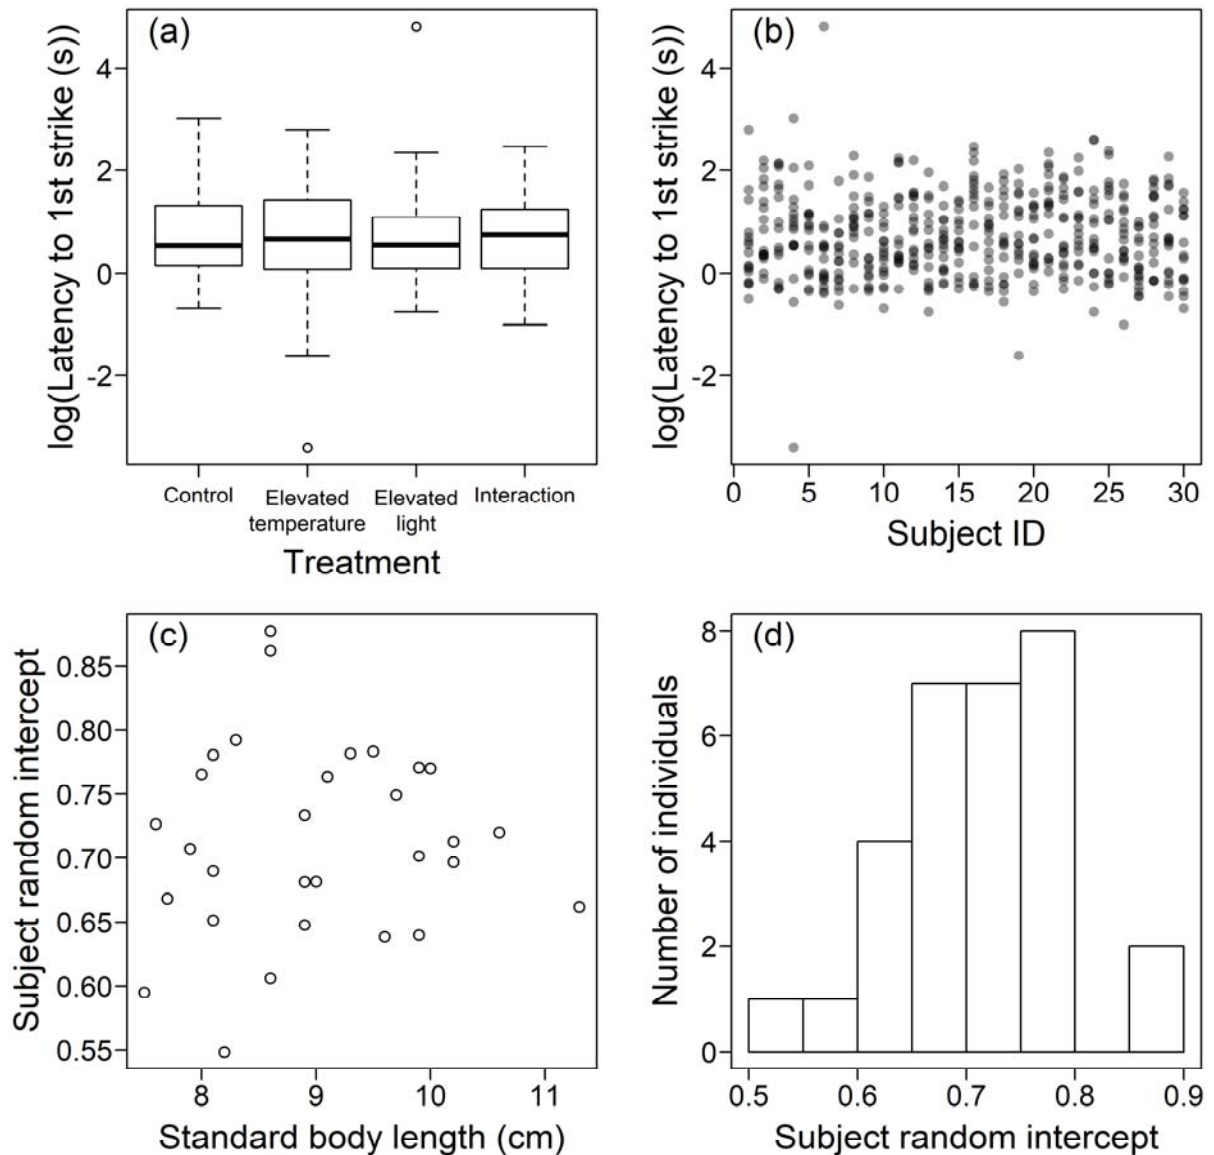 (a)
log(Latency to 1st strike (s))
4
2
0
-2
Control
Elevated
temperature
Elevated
light
Interaction
Treatment
(b)
log(Latency to 1st strike (s))
4
2
0
-2
0
5
10
15
20
25
30
Subject ID
(c)
Subject random intercept
0.85
0.80
0.75
0.70
0.65
0.60
0.55
8
9
10
11
Standard body length (cm)
(d)
Number of individuals
8
6
4
2
0
0.5
0.6
0.7
0.8
0.9
Subject random intercept